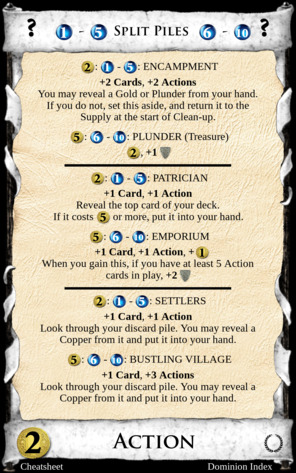 ? 1 - 5 SPLIT PILES 6 - 10 ?
2: 1 - 5: ENCAMPMENT
+2 Cards, +2 Actions
You may reveal a Gold or Plunder from your hand.
If you do not, set this aside, and return it to the
Supply at the start of Clean-up.
5: 6 - 10: PLUNDER (Treasure)
2, +1
2: 1 - 5: PATRICIAN
+1 Card, +1 Action
Reveal the top card of your deck.
If it costs 5 or more, put it into your hand.
5: 6 - 10: EMPORIUM
+1 Card, +1 Action, +1
When you gain this, if you have at least 5 Action
cards in play, +2
2: 1 - 5: SETTLERS
+1 Card, +1 Action
Look through your discard pile. You may reveal a
Copper from it and put it into your hand.
5: 6 - 10: BUSTLING VILLAGE
+1 Card, +3 Actions
Look through your discard pile. You may reveal a
Copper from it and put it into your hand.
2 ACTION
Cheatsheet Dominion Index